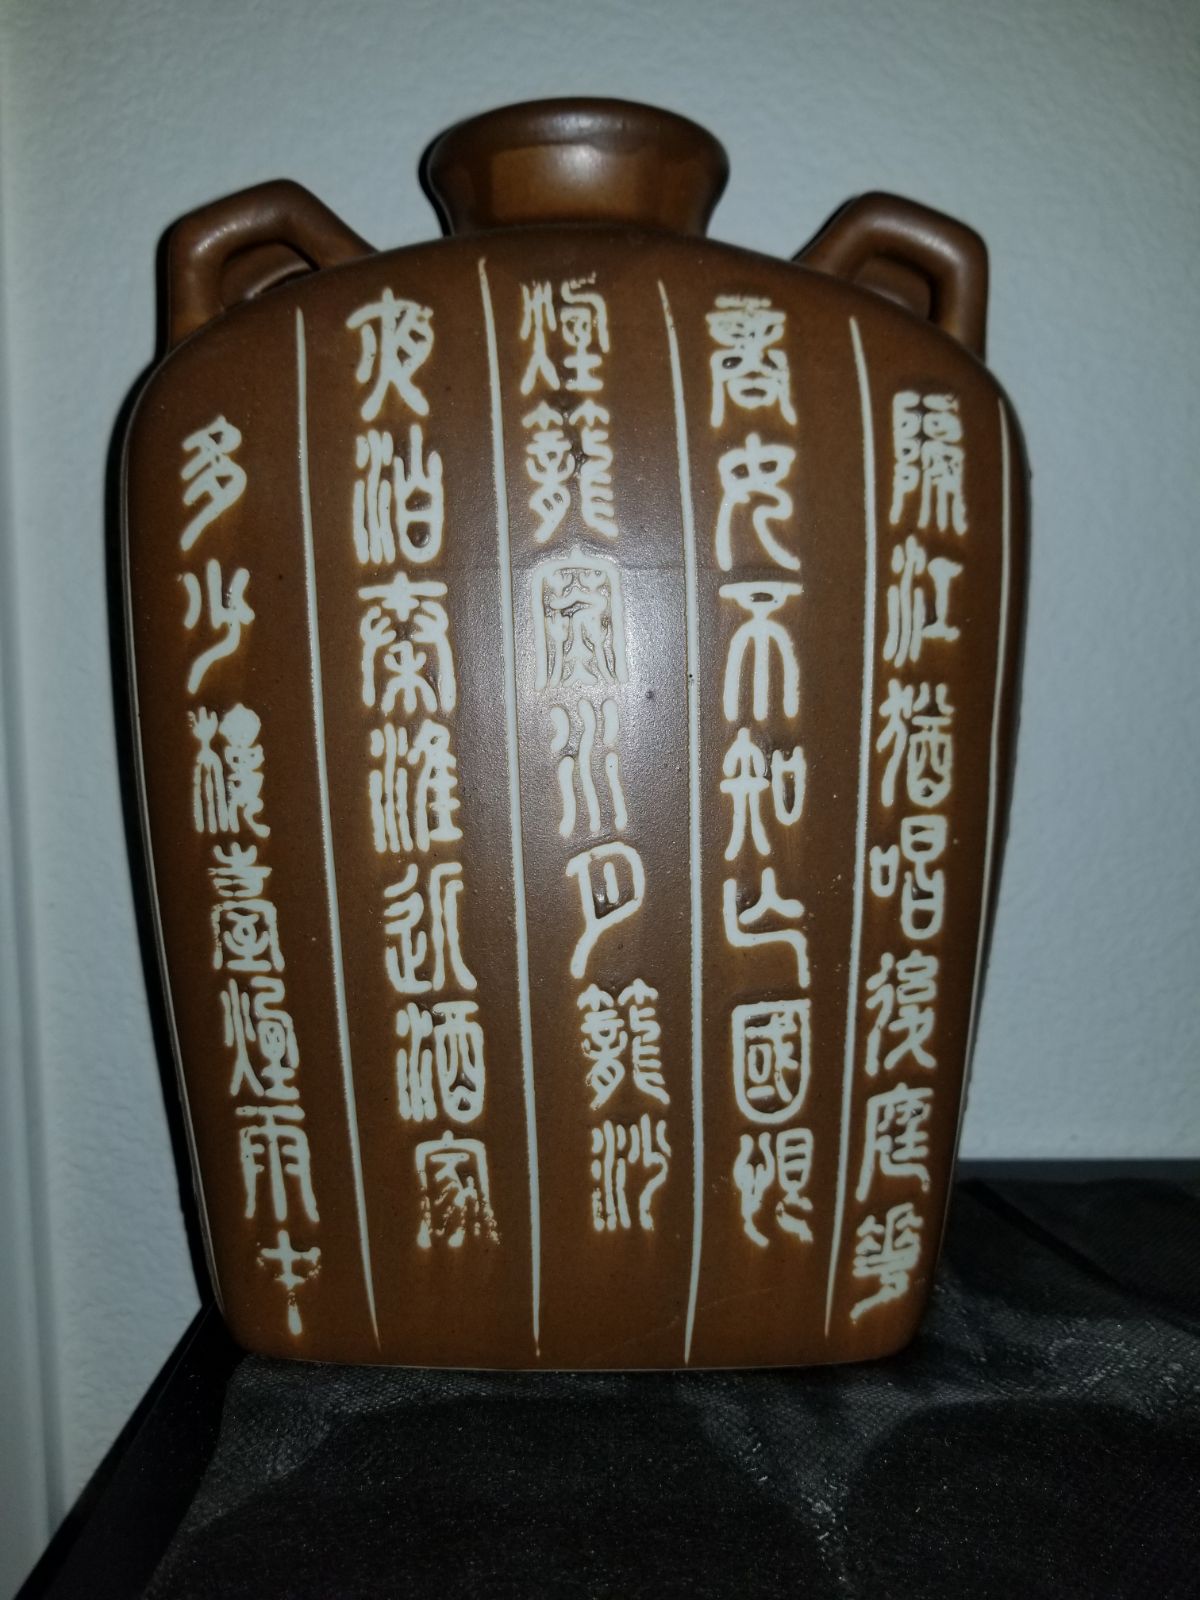 隔江猶唱後庭花
商女不知亡國恨
煙籠寒水月籠沙
夜泊秦淮近酒家
多少樓臺煙雨